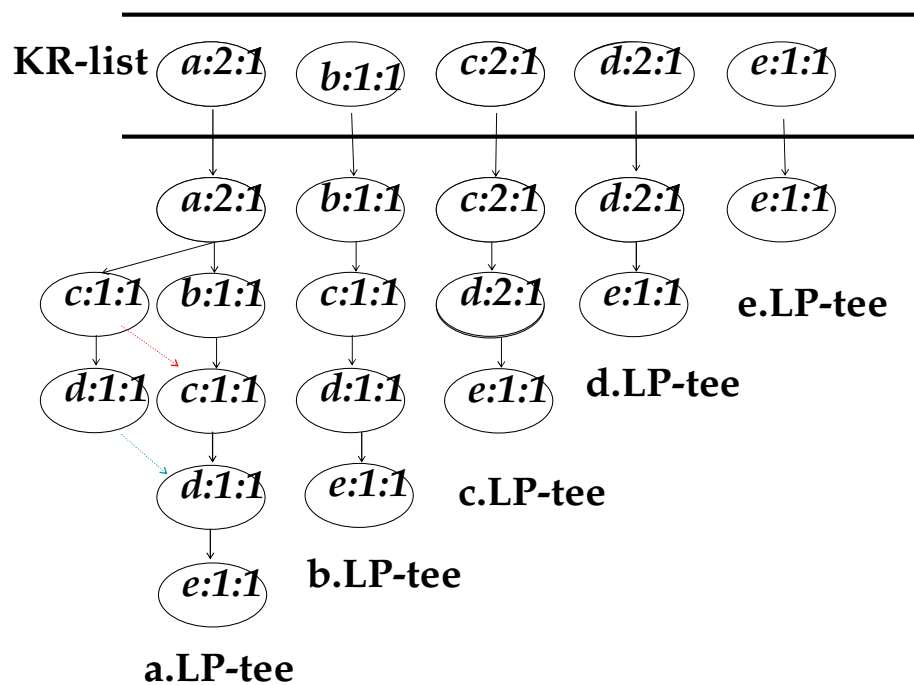 KR-list a:2:1 b:1:1 c:2:1 d:2:1 e:1:1
a:2:1 b:1:1 c:2:1 d:2:1 e:1:1
c:1:1 b:1:1 c:1:1 d:2:1 e:1:1 e.LP-tee
d:1:1 c:1:1 d:1:1 e:1:1 d.LP-tee
d:1:1 e:1:1 c.LP-tee
e:1:1 b.LP-tee
a.LP-tee